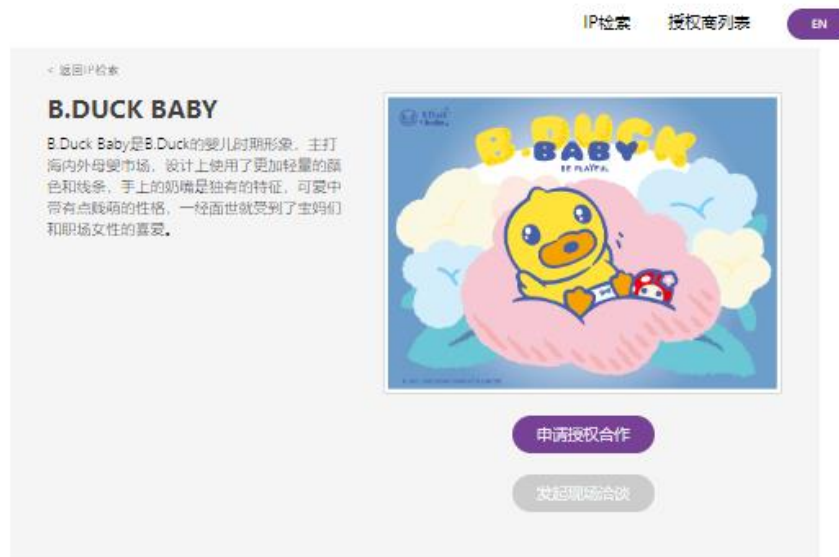 IP检索 授权商列表 EN
< 返回IP检索
B.DUCK BABY
B.Duck Baby是B.Duck的婴儿时期形象，主打
海内外母婴市场，设计上使用了更加轻量的颜
色和线条，手上的奶嘴是独有的特征，可爱中
带有点贱萌的性格，一经面世就受到了宝妈们
和职场女性的喜爱。
B.DUCK
BABY
BE PLAYFUL
申请授权合作
发起现场洽谈